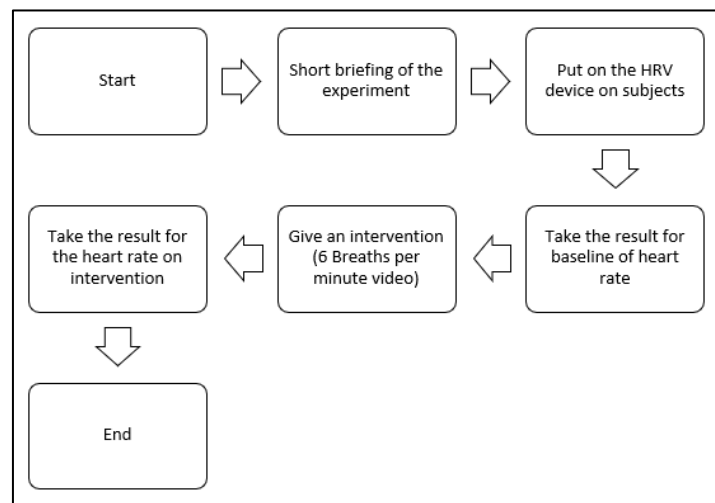 Start
Short briefing of the
experiment
Put on the HRV
device on subjects
Take the result for
baseline of heart
rate
Give an intervention
(6 Breaths per
minute video)
Take the result for
the heart rate on
intervention
End